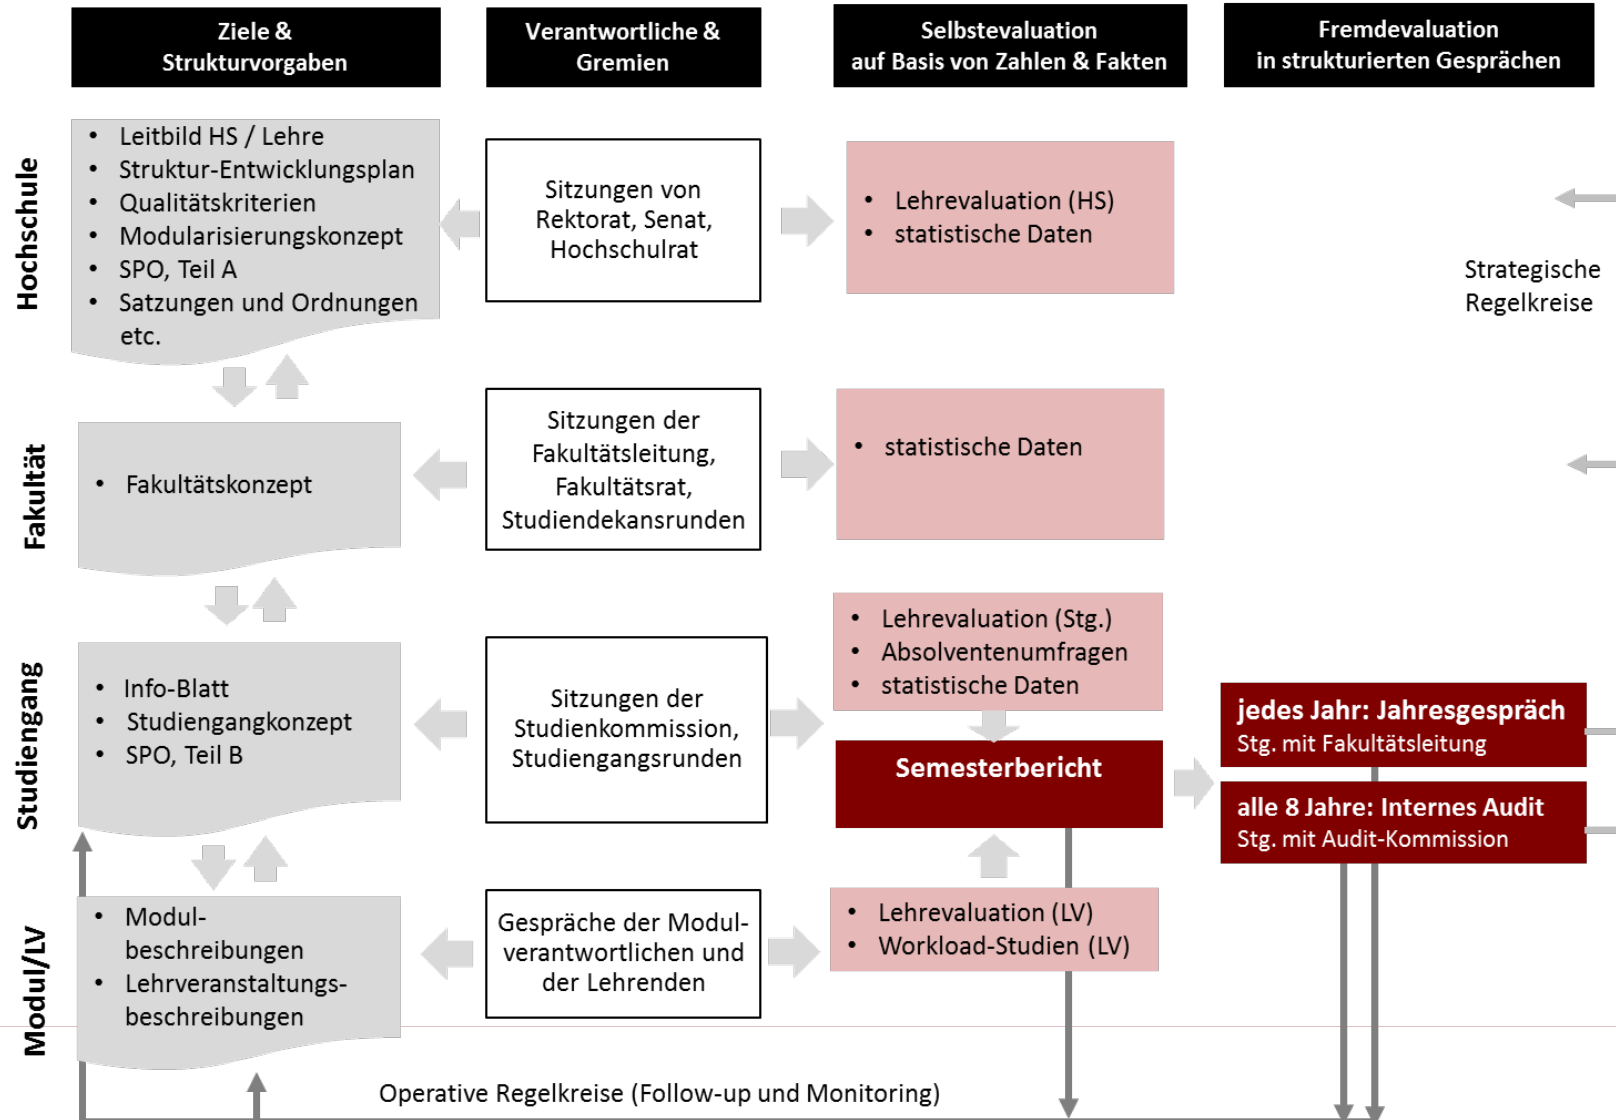 Ziele &
Strukturvorgaben
Verantwortliche &
Gremien
Selbstevaluation
auf Basis von Zahlen & Fakten
Fremdevaluation
in strukturierten Gesprächen
Hochschule
• Leitbild HS / Lehre
• Struktur-Entwicklungsplan
• Qualitätskriterien
• Modularisierungskonzept
• SPO, Teil A
• Satzungen und Ordnungen
etc.
Sitzungen von
Rektorat, Senat,
Hochschulrat
• Lehrevaluation (HS)
• statistische Daten
Strategische
Regelkreise
Fakultät
• Fakultätskonzept
Sitzungen der
Fakultätsleitung,
Fakultätsrat,
Studiendekansrunden
• statistische Daten
Studiengang
• Info-Blatt
• Studiengangkonzept
• SPO, Teil B
Sitzungen der
Studienkommission,
Studiengangsrunden
• Lehrevaluation (Stg.)
• Absolventenumfragen
• statistische Daten
Semesterbericht
jedes Jahr: Jahresgespräch
Stg. mit Fakultätsleitung
alle 8 Jahre: Internes Audit
Stg. mit Audit-Kommission
Modul/LV
• Modul-
beschreibungen
• Lehrveranstaltungs-
beschreibungen
Gespräche der Modul-
verantwortlichen und
der Lehrenden
• Lehrevaluation (LV)
• Workload-Studien (LV)
Operative Regelkreise (Follow-up und Monitoring)